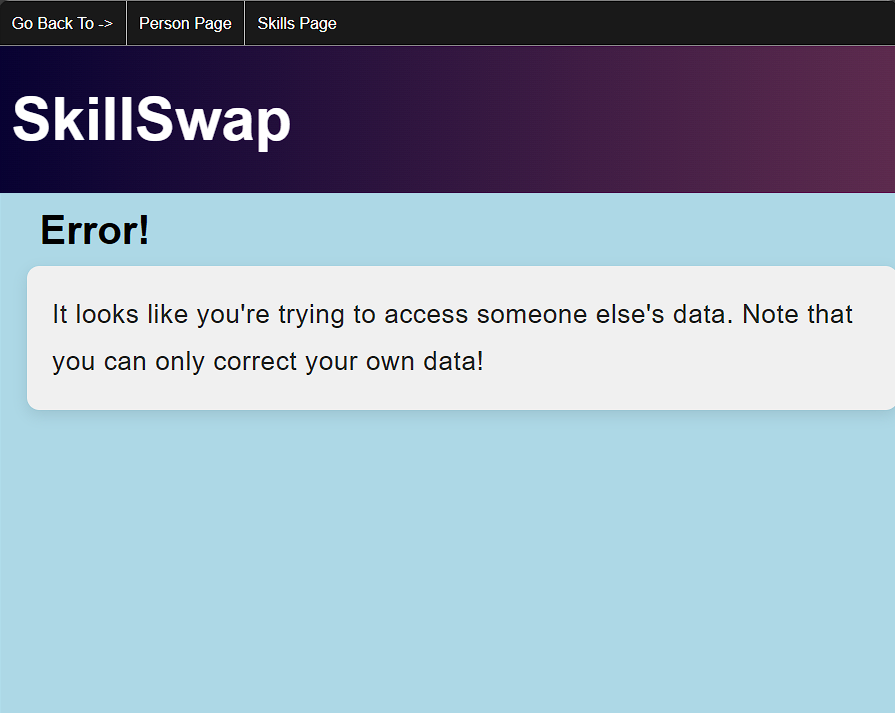 Go Back To -> Person Page Skills Page
SkillSwap
Error!
It looks like you're trying to access someone else's data. Note that
you can only correct your own data!